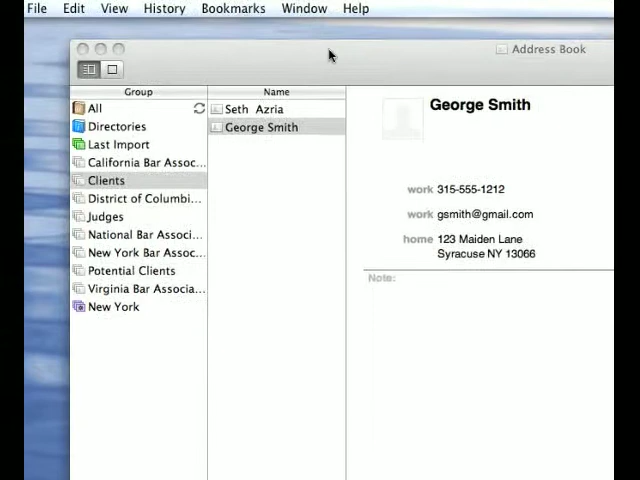 File Edit View History Bookmarks Window Help
Address Book
Group Name
All
Directories
Last Import
California Bar Assoc...
Clients
District of Columbi...
Judges
National Bar Associ...
New York Bar Assoc...
Potential Clients
Virginia Bar Associa...
New York
Seth Azria
George Smith
George Smith
work 315-555-1212
work gsmith@gmail.com
home 123 Maiden Lane
Syracuse NY 13066
Note: